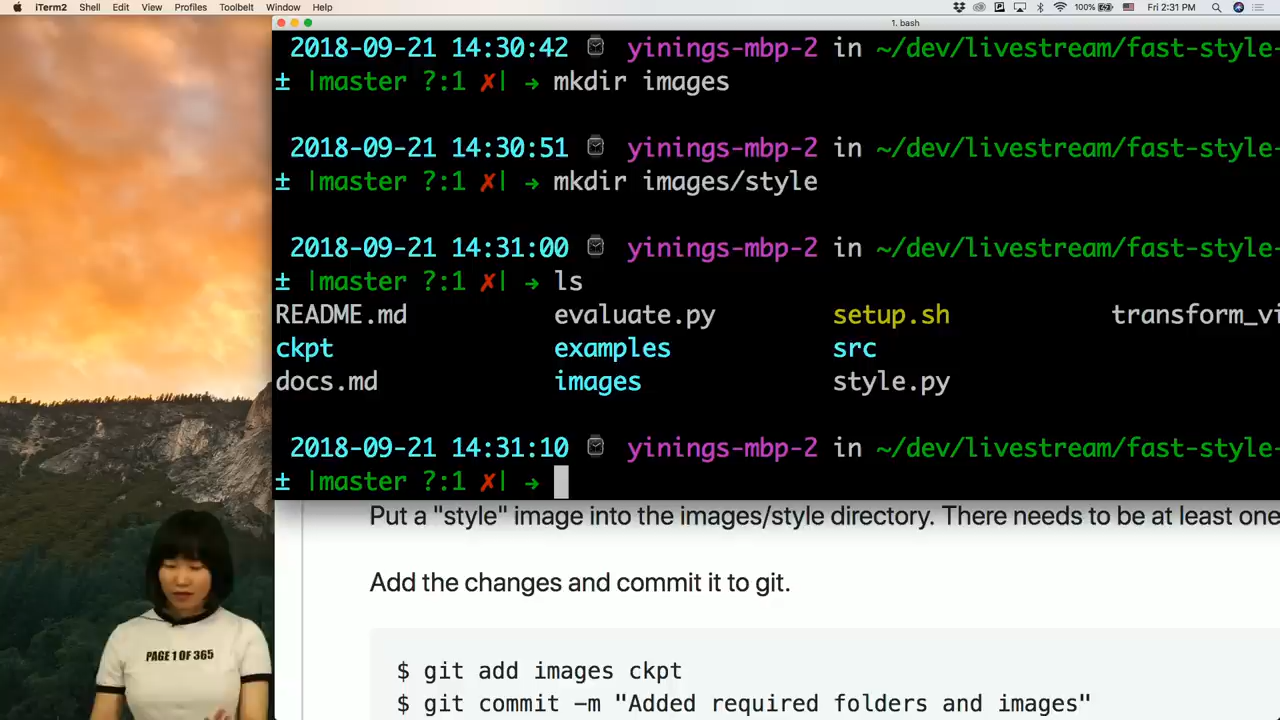 iTerm2 Shell Edit View Profiles Toolbelt Window Help 100% Fri 2:31 PM
1. bash
2018-09-21 14:30:42 yinings-mbp-2 in ~/dev/livestream/fast-style-
± |master ?:1 ✗| → mkdir images
2018-09-21 14:30:51 yinings-mbp-2 in ~/dev/livestream/fast-style-
± |master ?:1 ✗| → mkdir images/style
2018-09-21 14:31:00 yinings-mbp-2 in ~/dev/livestream/fast-style-
± |master ?:1 ✗| → ls
README.md evaluate.py setup.sh transform_vi
ckpt examples src
docs.md images style.py
2018-09-21 14:31:10 yinings-mbp-2 in ~/dev/livestream/fast-style-
± |master ?:1 ✗| →
Put a "style" image into the images/style directory. There needs to be at least one
Add the changes and commit it to git.
$ git add images ckpt
$ git commit -m "Added required folders and images"
PAGE 1 OF 365